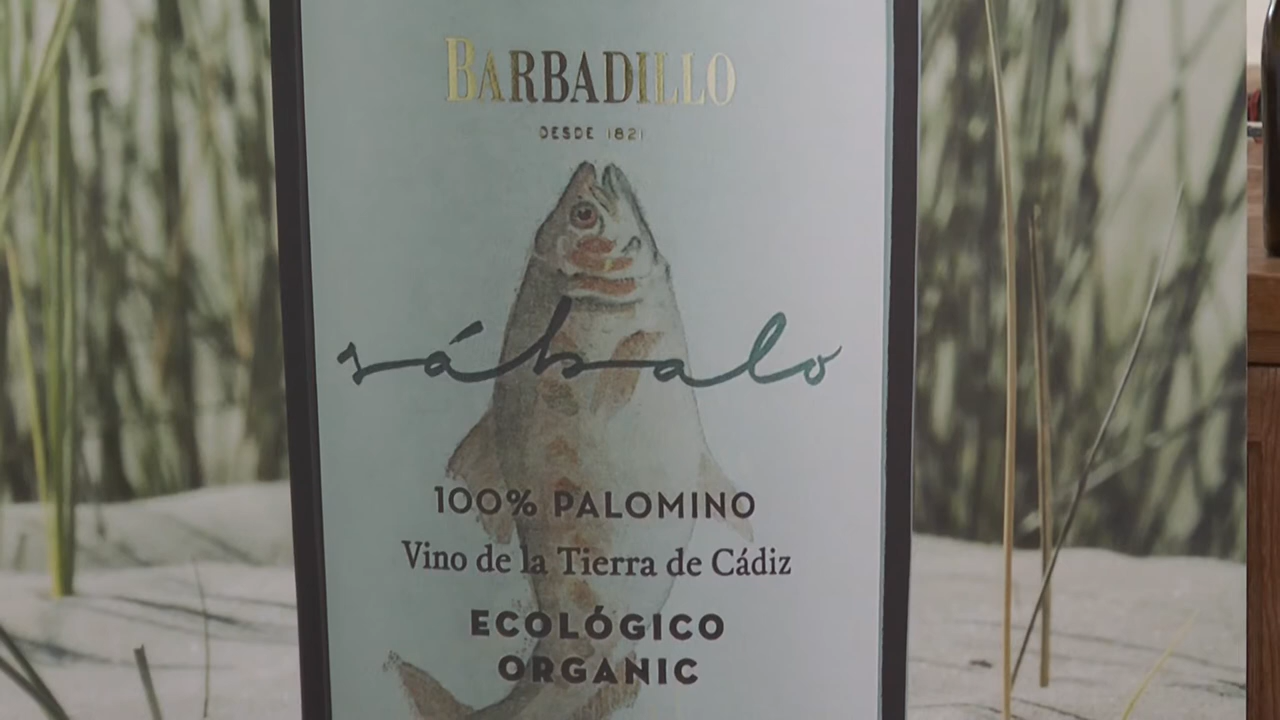 BARBADILLO
DESDE 1821
sábalo
100% PALOMINO
Vino de la Tierra de Cádiz
ECOLÓGICO
ORGANIC